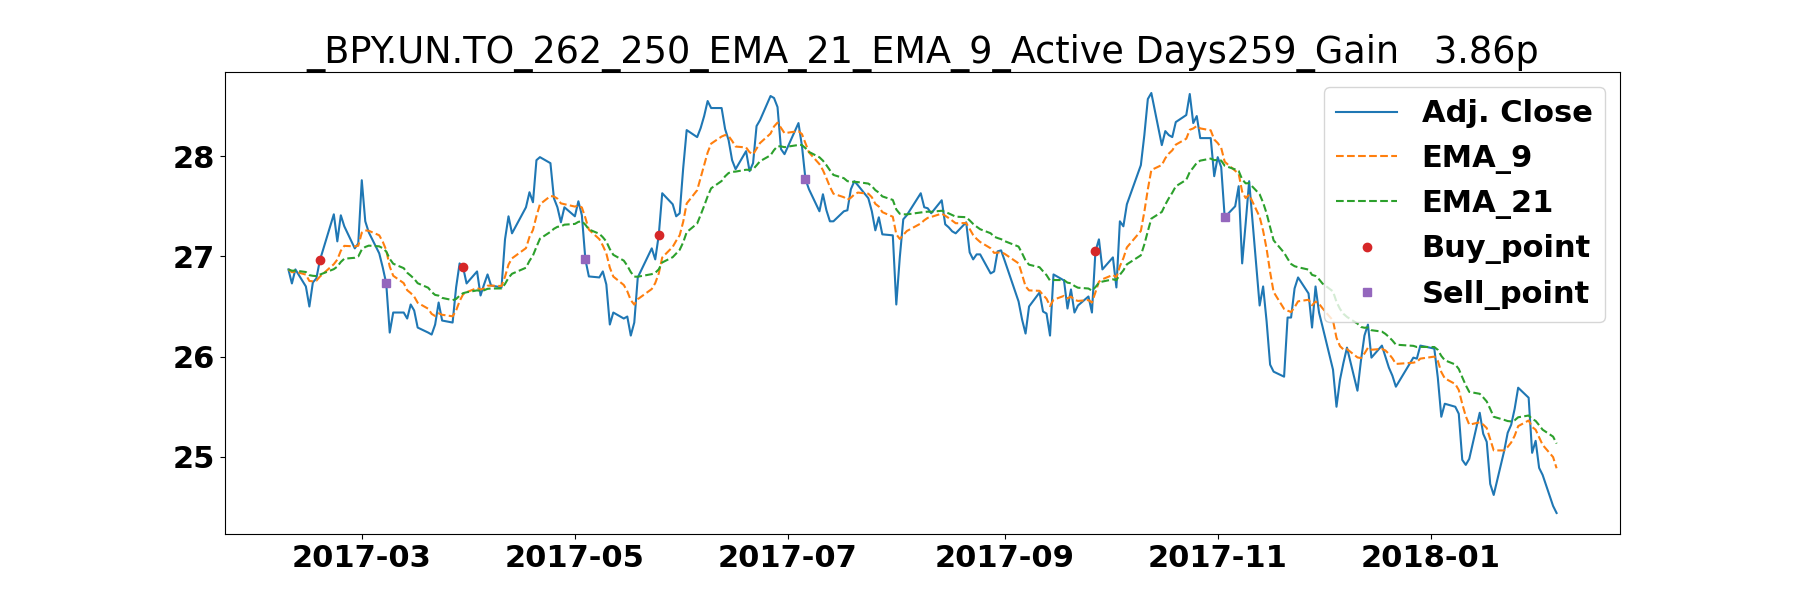 _BPY.UN.TO_262_250_EMA_21_EMA_9_Active Days259_Gain   3.86p
Adj. Close
EMA_9
EMA_21
Buy_point
Sell_point
28
27
26
25
2017-03 2017-05 2017-07 2017-09 2017-11 2018-01